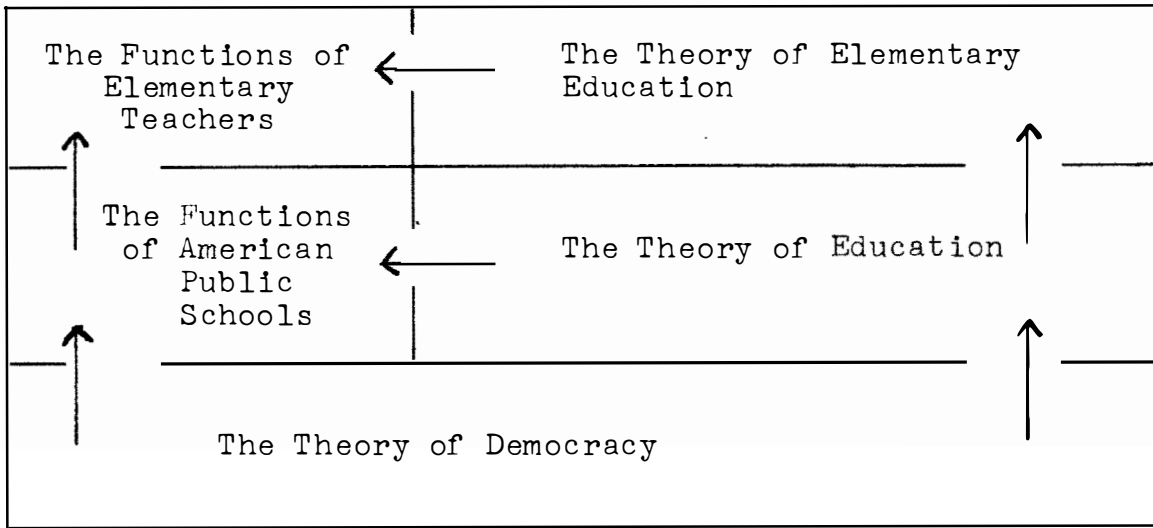 The Functions of
Elementary
Teachers
The Theory of Elementary
Education
The Functions
of American
Public
Schools
The Theory of Education
The Theory of Democracy